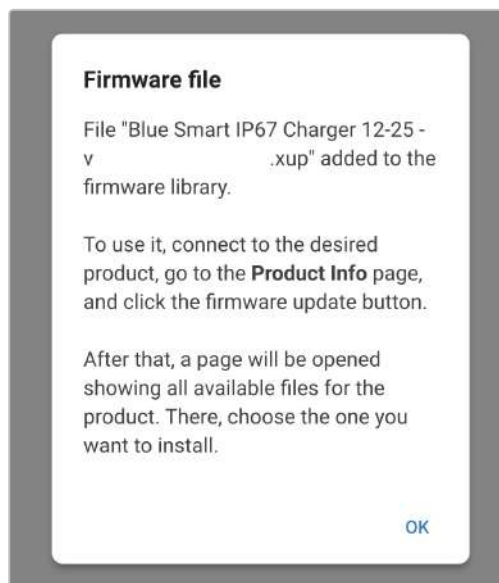 Firmware file
File "Blue Smart IP67 Charger 12-25 -
v .xup" added to the
firmware library.
To use it, connect to the desired
product, go to the Product Info page,
and click the firmware update button.
After that, a page will be opened
showing all available files for the
product. There, choose the one you
want to install.
OK